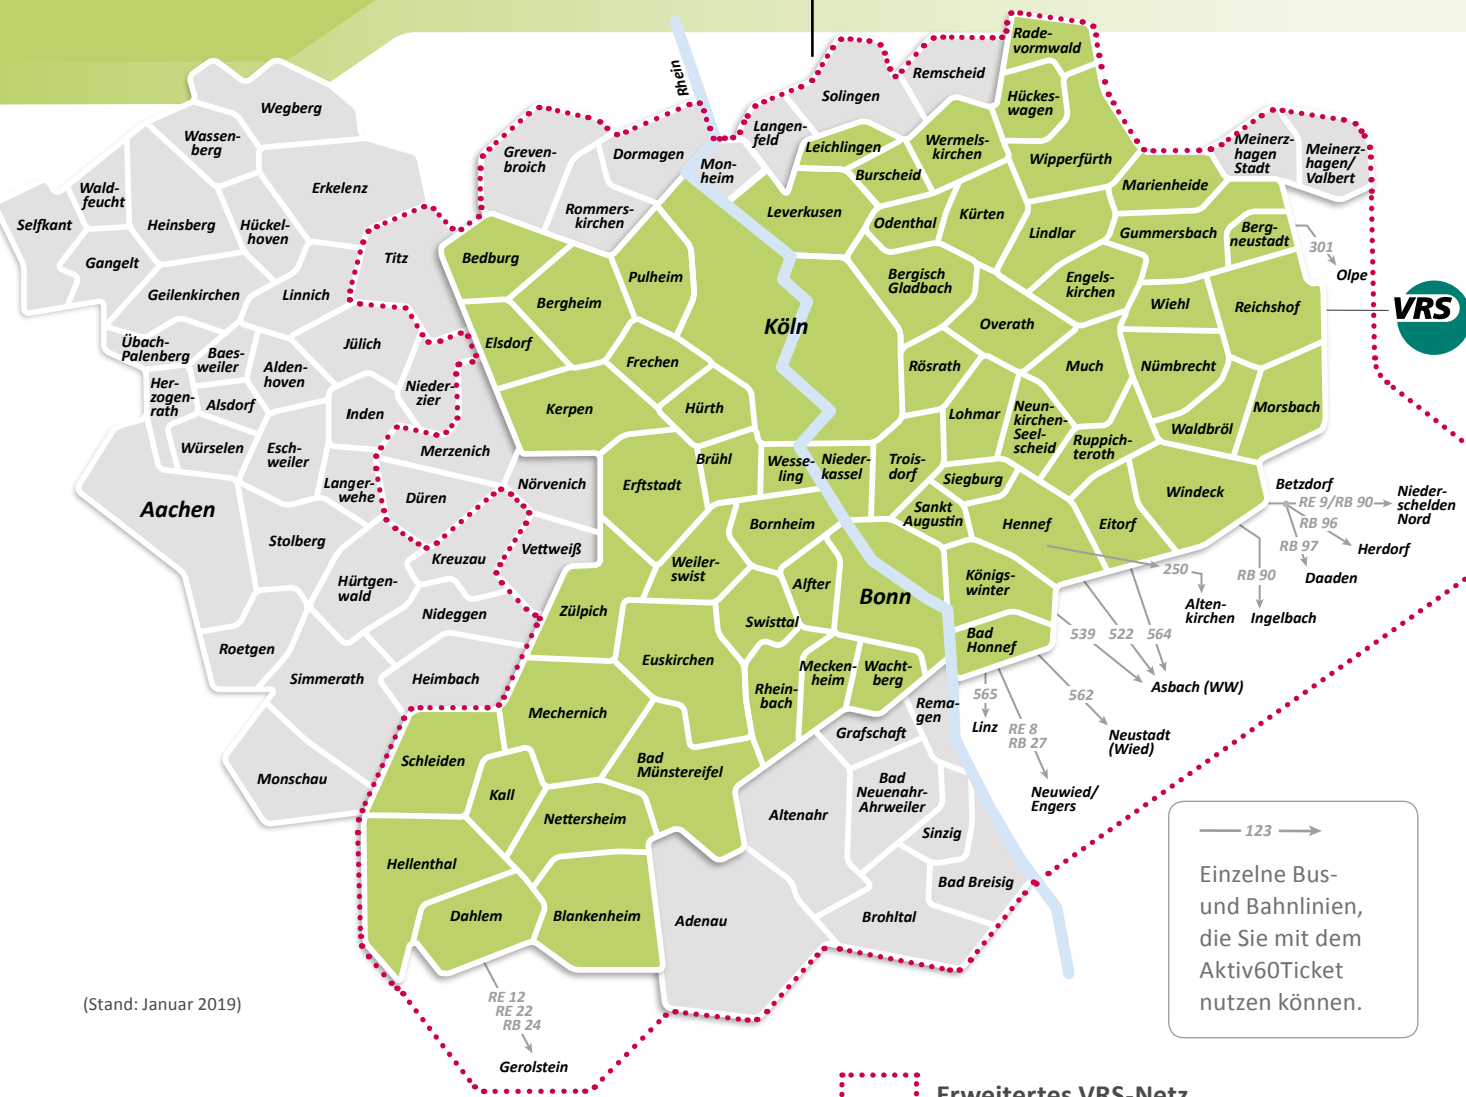 Rhein
Rade-
vormwald
Remscheid
Solingen
Hückes-
wagen
Wegberg
Wassen-
berg
Langen-
feld
Leichlingen
Wermels-
kirchen
Wipperfürth
Meinerz-
hagen
Stadt
Meinerz-
hagen/
Valbert
Greven-
broich
Dormagen
Mon-
heim
Burscheid
Marienheide
Wald-
feucht
Erkelenz
Selfkant
Heinsberg
Hückel-
hoven
Rommers-
kirchen
Leverkusen
Odenthal
Kürten
Lindlar
Gummersbach
Berg-
neustadt
301
Olpe
Gangelt
Titz
Bedburg
Pulheim
Bergisch
Gladbach
Engels-
kirchen
Geilenkirchen
Linnich
Bergheim
Köln
Overath
Wiehl
Reichshof
VRS
Übach-
Palenberg
Baes-
weiler
Alden-
hoven
Jülich
Elsdorf
Frechen
Rösrath
Much
Nümbrecht
Her-
zogen-
rath
Alsdorf
Inden
Nieder-
zier
Kerpen
Hürth
Lohmar
Neun-
kirchen-
Seel-
scheid
Morsbach
Würselen
Esch-
weiler
Merzenich
Ruppich-
teroth
Waldbröl
Langer-
wehe
Düren
Nörvenich
Erftstadt
Brühl
Wesse-
ling
Nieder-
kassel
Trois-
dorf
Siegburg
Windeck
Aachen
Stolberg
Kreuzau
Vettweiß
Bornheim
Sankt
Augustin
Hennef
Eitorf
Betzdorf
RE 9/RB 90
Nieder-
schelden
Nord
RB 96
Herdorf
RB 97
Daaden
RB 90
Ingelbach
250
Alten-
kirchen
Hürtgen-
wald
Nideggen
Zülpich
Weiler-
swist
Alfter
Bonn
Königs-
winter
Swisttal
Bad
Honnef
539
522
564
Asbach (WW)
Roetgen
Simmerath
Heimbach
Euskirchen
Rhein-
bach
Mecken-
heim
Wacht-
berg
562
Neustadt
(Wied)
565
Linz
RE 8
RB 27
Neuwied/
Engers
Mechernich
Rema-
gen
Grafschaft
Monschau
Schleiden
Kall
Bad
Münstereifel
Bad
Neuenahr-
Ahrweiler
Altenahr
Sinzig
Nettersheim
Hellenthal
Bad Breisig
Dahlem
Blankenheim
Adenau
Brohltal
RE 12
RE 22
RB 24
Gerolstein
(Stand: Januar 2019)
123
Einzelne Bus-
und Bahnlinien,
die Sie mit dem
Aktiv60Ticket
nutzen können.
Erweitertes VRS-Netz